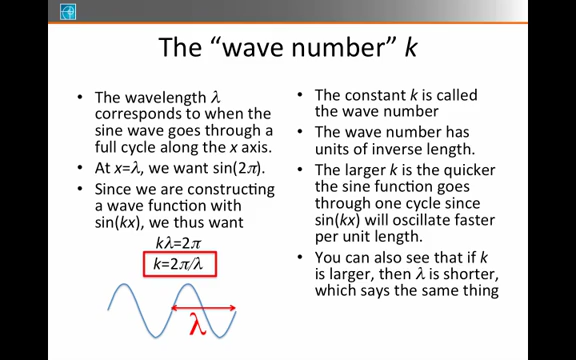 The “wave number” k
• The wavelength λ
corresponds to when the
sine wave goes through a
full cycle along the x axis.
• At x=λ, we want sin(2π).
• Since we are constructing
a wave function with
sin(kx), we thus want
kλ=2π
k=2π/λ
λ
• The constant k is called
the wave number
• The wave number has
units of inverse length.
• The larger k is the quicker
the sine function goes
through one cycle since
sin(kx) will oscillate faster
per unit length.
• You can also see that if k
is larger, then λ is shorter,
which says the same thing